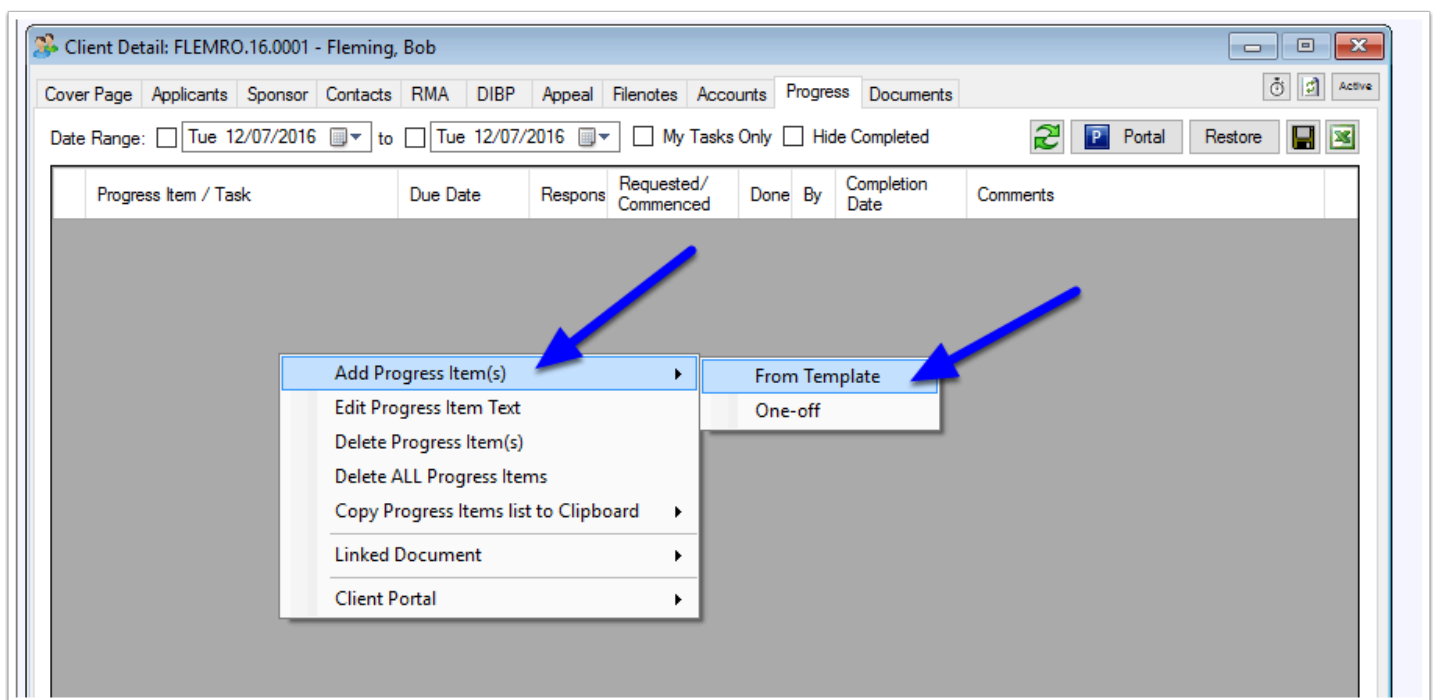 Client Detail: FLEMRO.16.0001 - Fleming, Bob
Cover Page Applicants Sponsor Contacts RMA DIBP Appeal Filenotes Accounts Progress Documents Active
Date Range: Tue 12/07/2016 to Tue 12/07/2016 My Tasks Only Hide Completed P Portal Restore
Progress Item / Task Due Date Respons Requested/ Commenced Done By Completion Date Comments
Add Progress Item(s) From Template
Edit Progress Item Text One-off
Delete Progress Item(s)
Delete ALL Progress Items
Copy Progress Items list to Clipboard
Linked Document
Client Portal